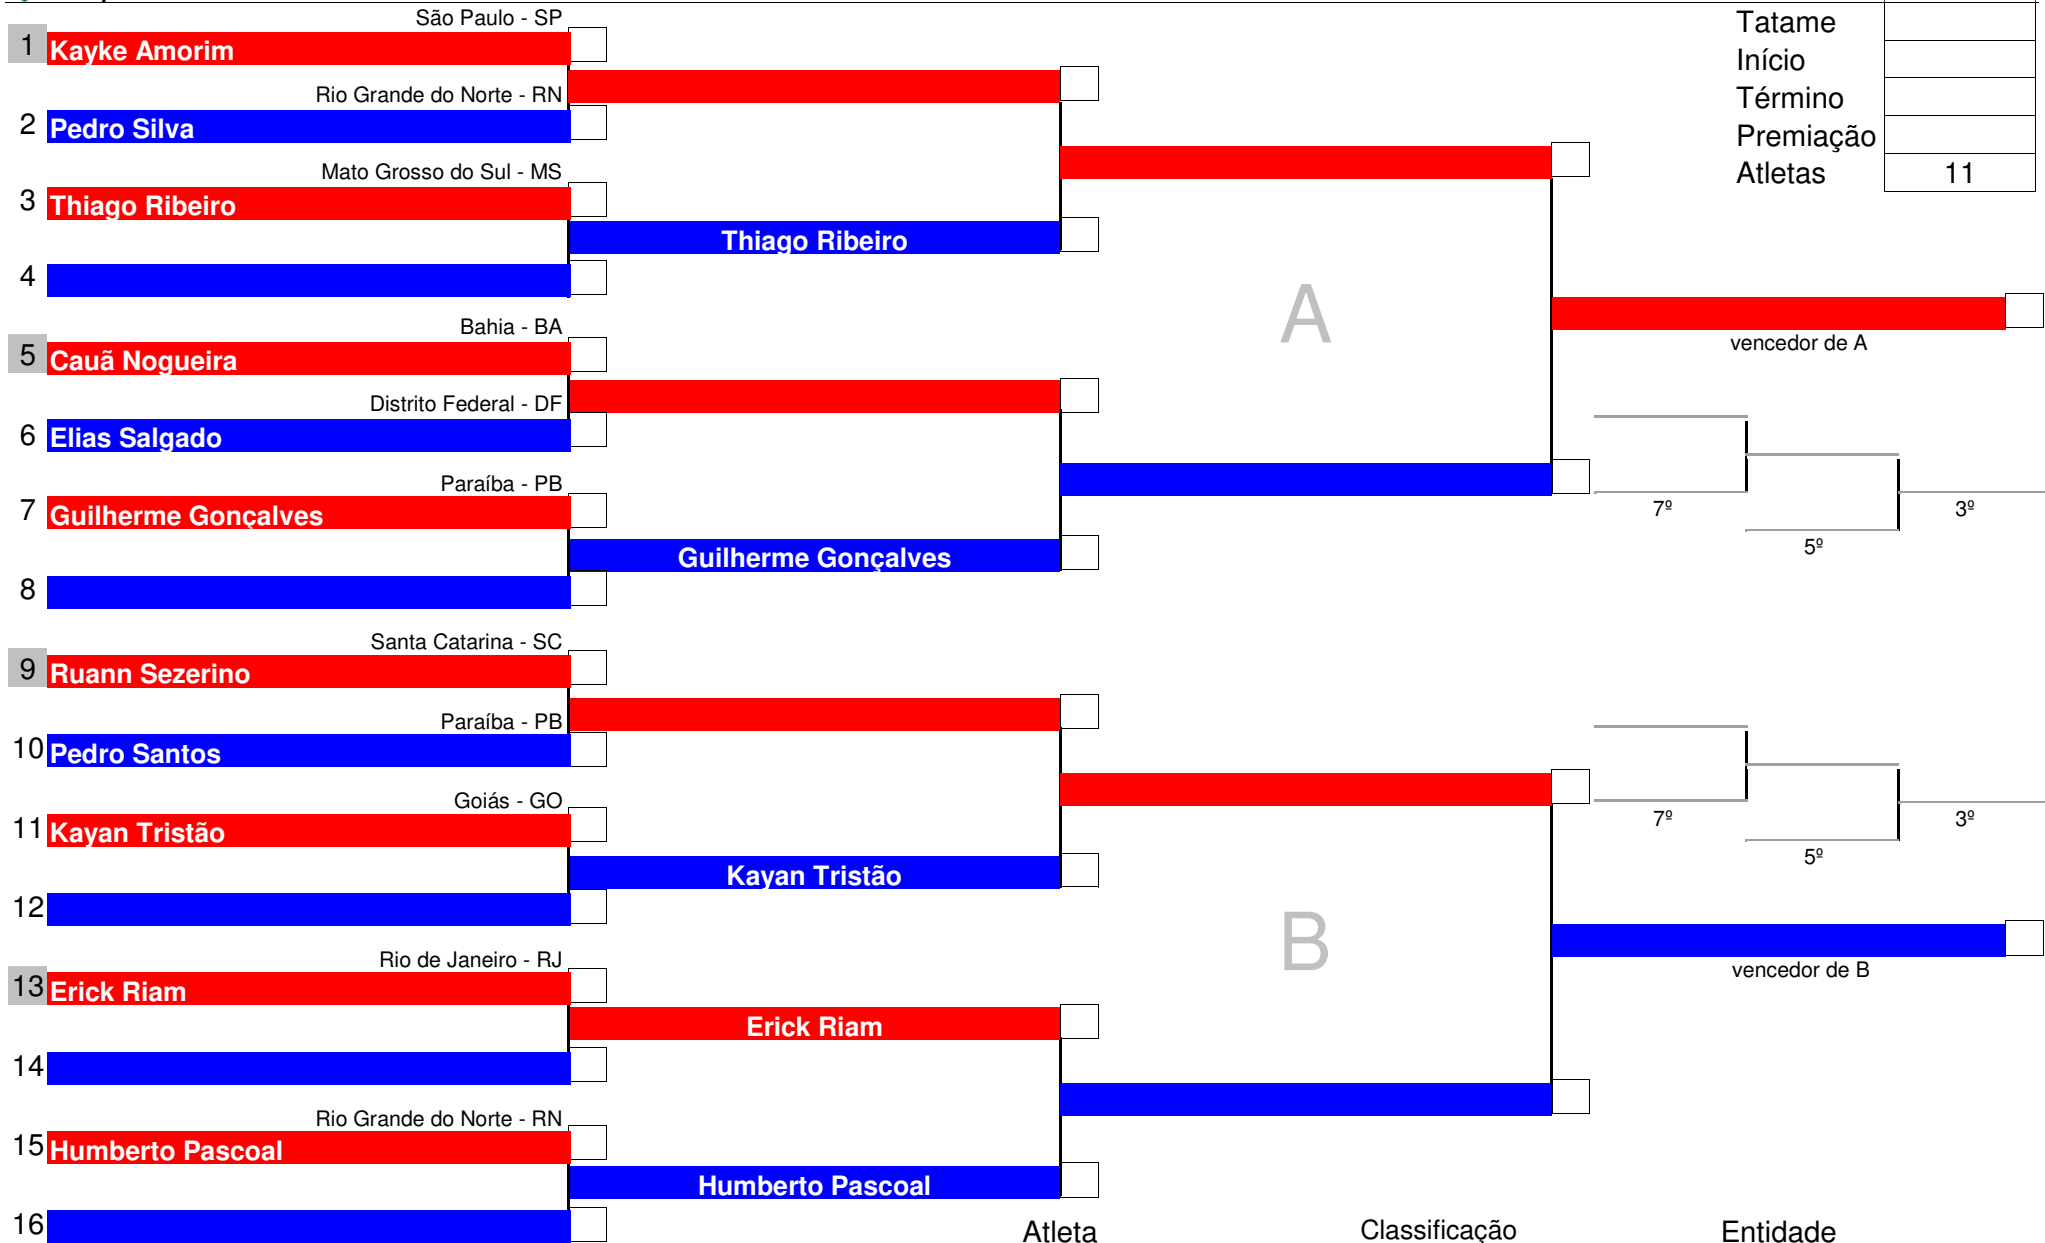 São Paulo - SP
1 Kayke Amorim
Rio Grande do Norte - RN
2 Pedro Silva
Mato Grosso do Sul - MS
3 Thiago Ribeiro
Thiago Ribeiro
4
Bahia - BA
5 Cauã Nogueira
Distrito Federal - DF
6 Elias Salgado
Paraíba - PB
7 Guilherme Gonçalves
Guilherme Gonçalves
8
Santa Catarina - SC
9 Ruann Sezerino
Paraíba - PB
10 Pedro Santos
Goiás - GO
11 Kayan Tristão
Kayan Tristão
12
Rio de Janeiro - RJ
13 Erick Riam
Erick Riam
14
Rio Grande do Norte - RN
15 Humberto Pascoal
Humberto Pascoal
16
A
B
Tatame
Início
Término
Premiação
Atletas 11
vencedor de A
7º
3º
5º
7º
3º
5º
vencedor de B
Atleta Classificação Entidade